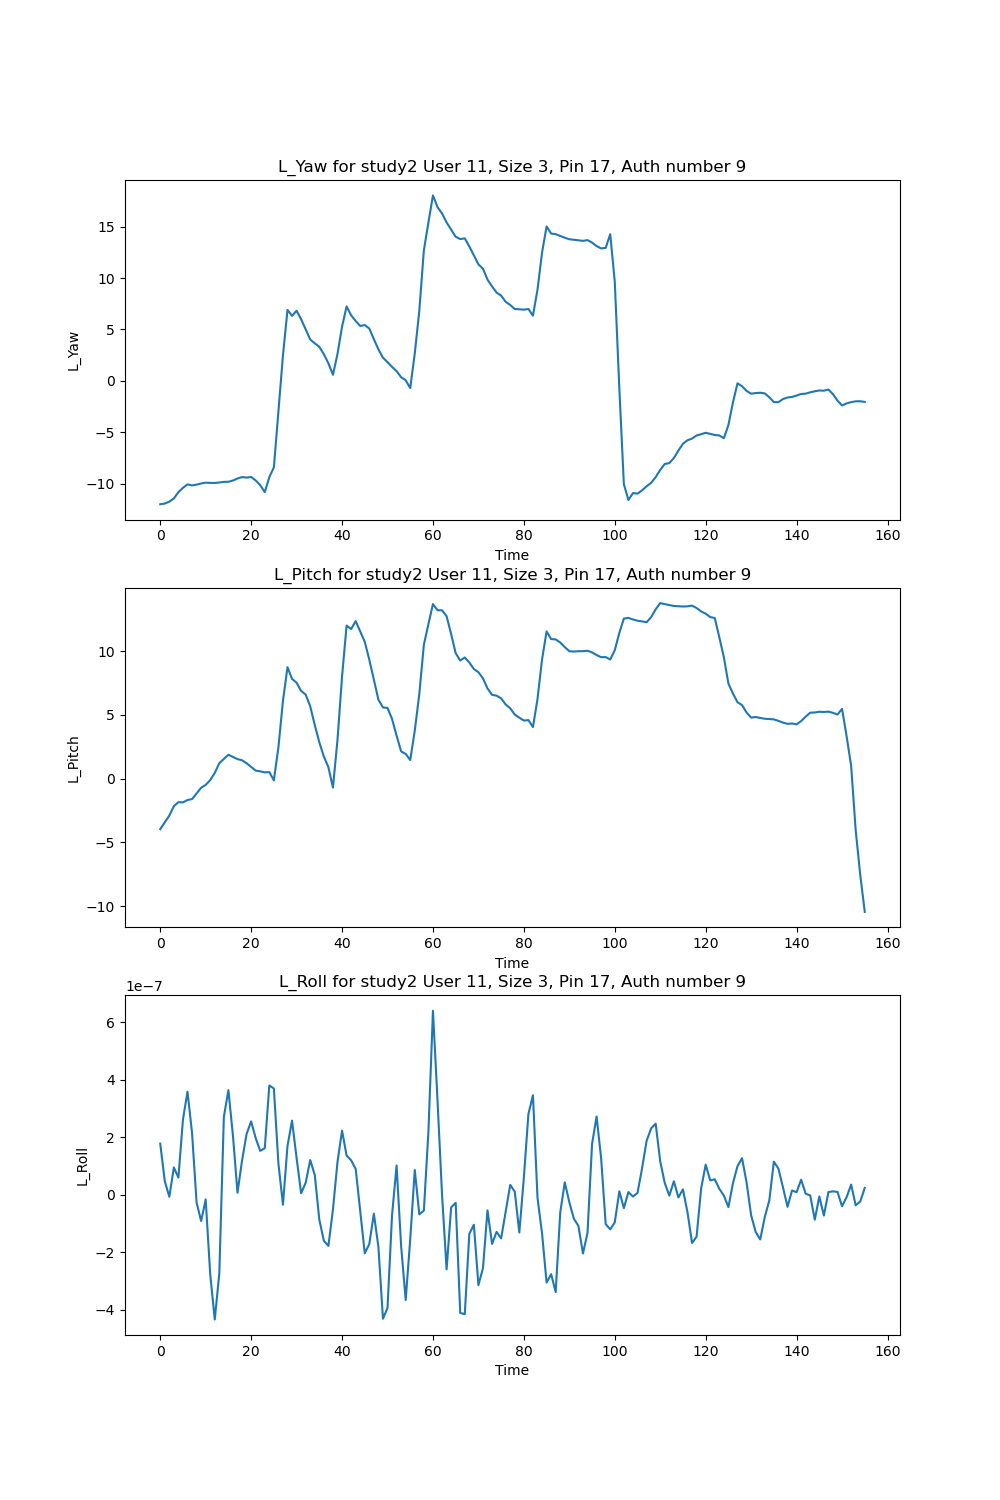 L_Yaw for study2 User 11, Size 3, Pin 17, Auth number 9
15
10
5
0
−5
−10
L_Yaw
0 20 40 60 80 100 120 140 160
Time
L_Pitch for study2 User 11, Size 3, Pin 17, Auth number 9
10
5
0
−5
−10
L_Pitch
0 20 40 60 80 100 120 140 160
Time
L_Roll for study2 User 11, Size 3, Pin 17, Auth number 9
1e−7
6
4
2
0
−2
−4
L_Roll
0 20 40 60 80 100 120 140 160
Time